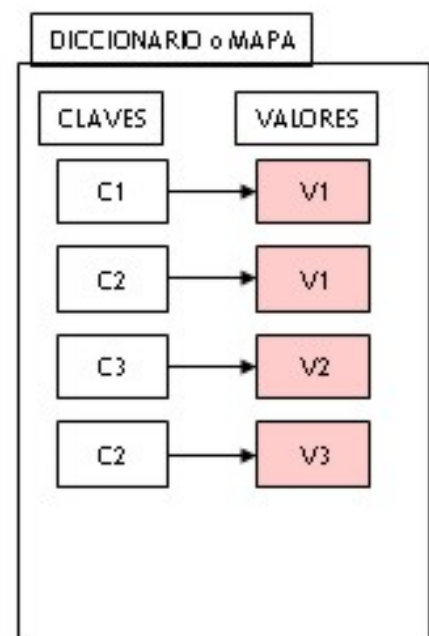 DICCIONARIO o MAPA
CLAVES VALORES
C1 V1
C2 V1
C3 V2
C2 V3